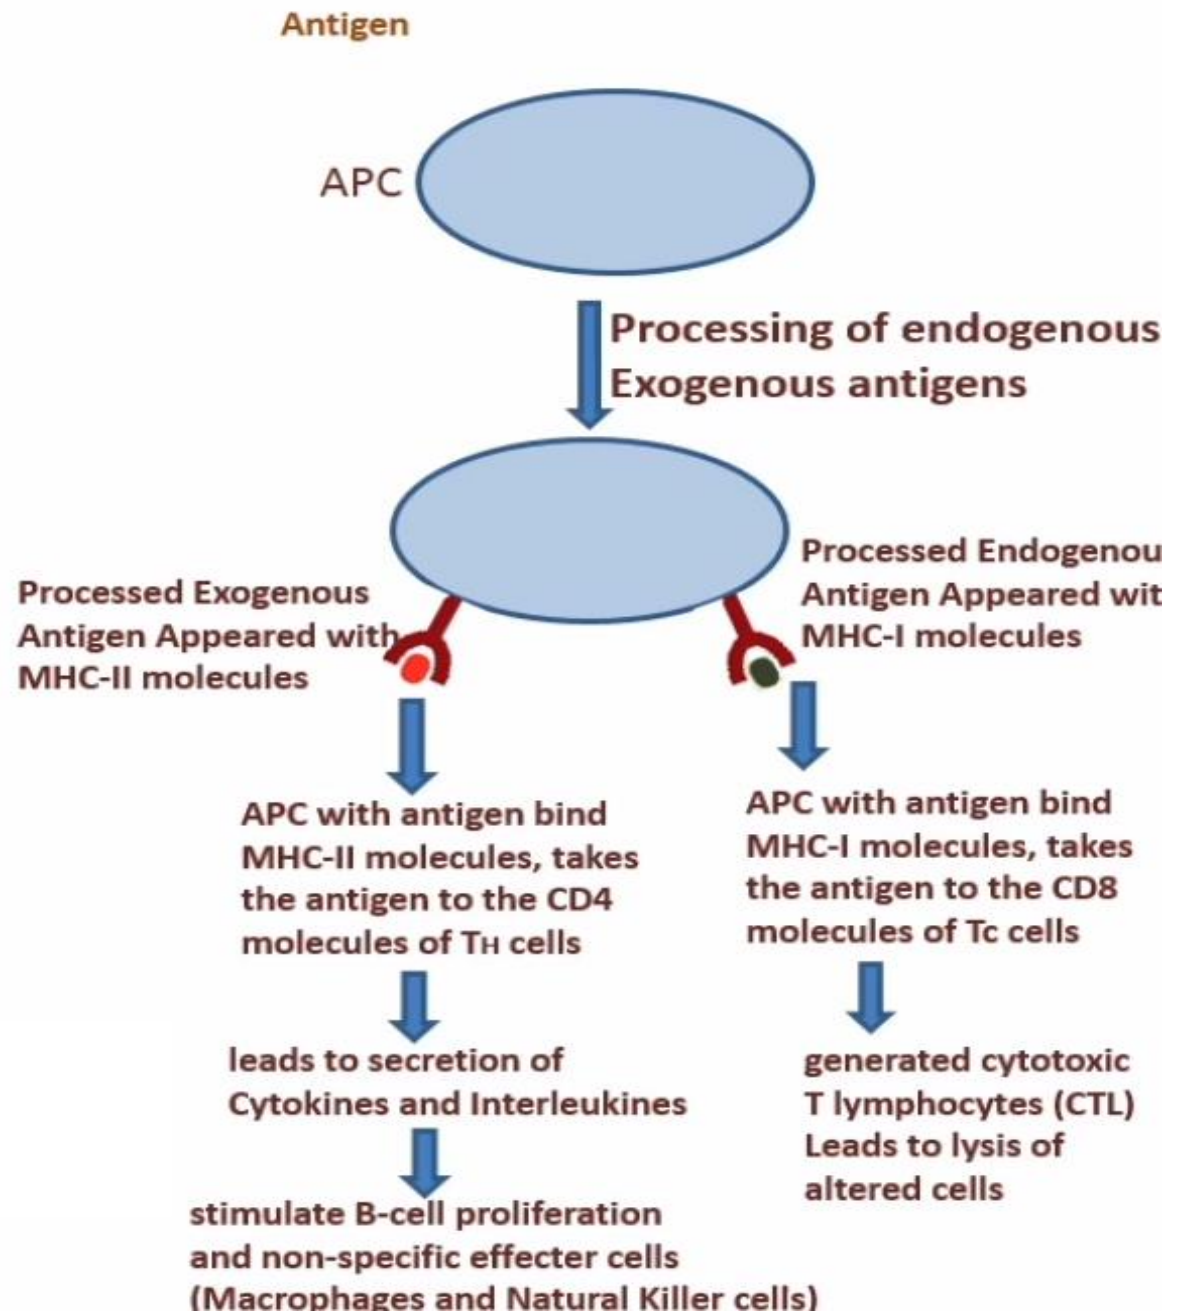 Antigen
APC
Processing of endogenous
Exogenous antigens
Processed Exogenous
Antigen Appeared with
MHC-II molecules
Processed Endogenou
Antigen Appeared wit
MHC-I molecules
APC with antigen bind
MHC-II molecules, takes
the antigen to the CD4
molecules of TH cells
APC with antigen bind
MHC-I molecules, takes
the antigen to the CD8
molecules of Tc cells
leads to secretion of
Cytokines and Interleukines
generated cytotoxic
T lymphocytes (CTL)
Leads to lysis of
altered cells
stimulate B-cell proliferation
and non-specific effecter cells
(Macrophages and Natural Killer cells)